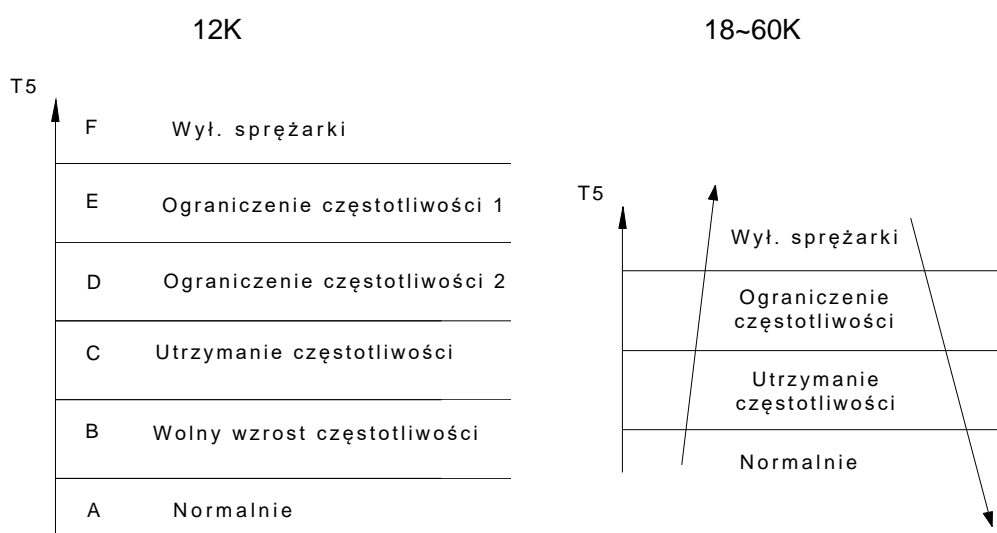 12K
T5
F Wył. sprężarki
E Ograniczenie częstotliwości 1
D Ograniczenie częstotliwości 2
C Utrzymanie częstotliwości
B Wolny wzrost częstotliwości
A Normalnie
18~60K
T5
Wył. sprężarki
Ograniczenie
częstotliwości
Utrzymanie
częstotliwości
Normalnie